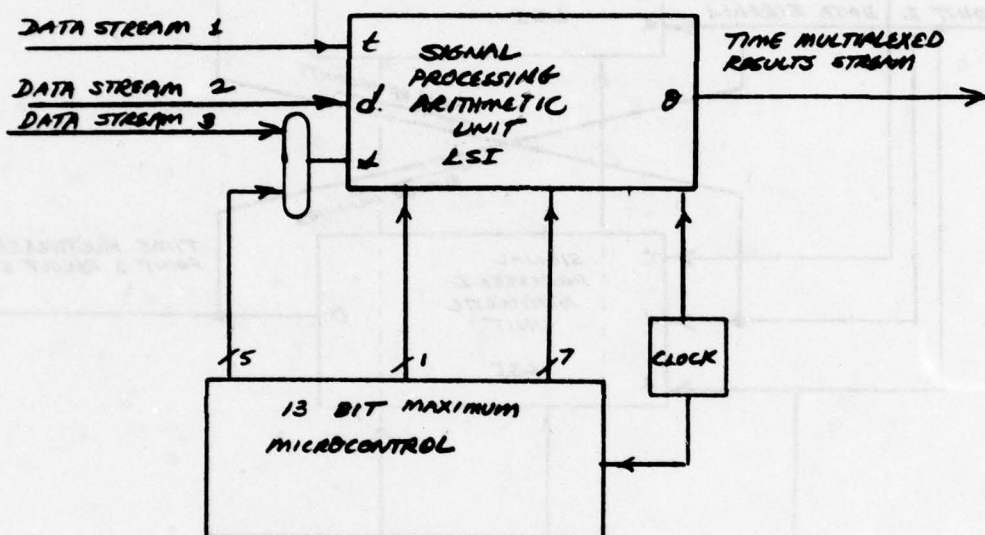 DATA STREAM 1
t
SIGNAL
PROCESSING
ARITHMETIC
UNIT
LSI
TIME MULTIPLEXED
RESULTS STREAM
DATA STREAM 2
d.
θ
DATA STREAM 3
5
1
7
CLOCK
13 BIT MAXIMUM
MICROCONTROL